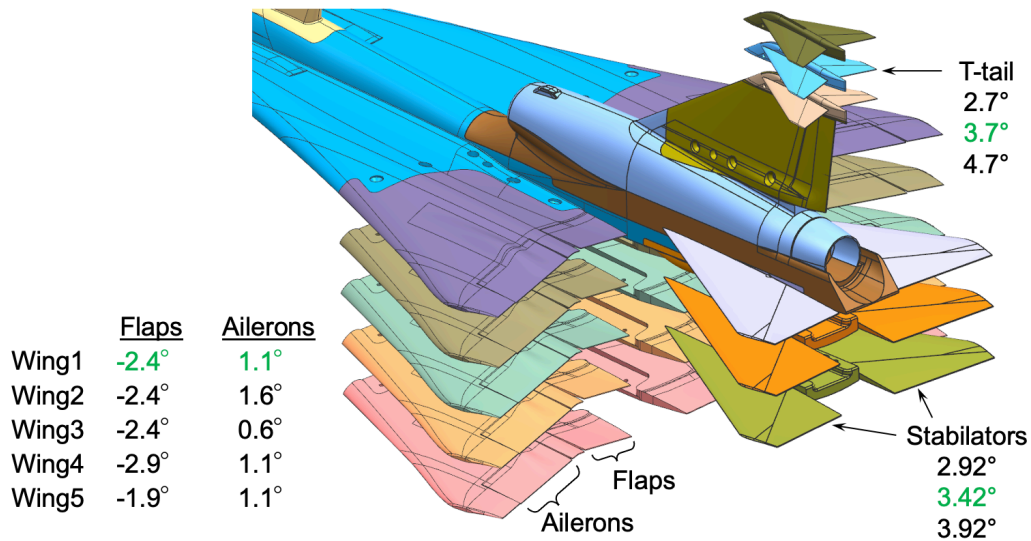 T-tail
2.7°
3.7°
4.7°
Flaps Ailerons
Wing1 -2.4° 1.1°
Wing2 -2.4° 1.6°
Wing3 -2.4° 0.6°
Wing4 -2.9° 1.1°
Wing5 -1.9° 1.1°
Flaps
Ailerons
Stabilators
2.92°
3.42°
3.92°